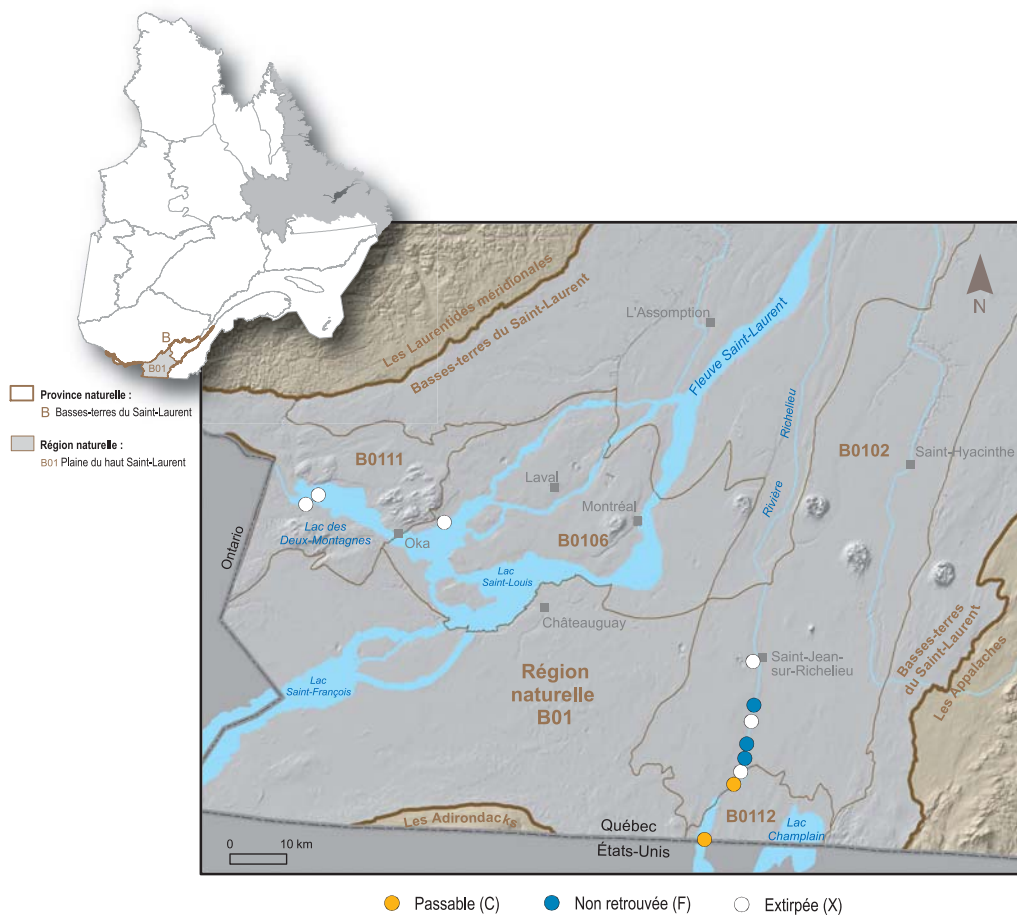 B
B01
Province naturelle :
B Basses-terres du Saint-Laurent
Région naturelle :
B01 Plaine du haut Saint-Laurent
Les Laurentides méridionales
Basses-terres du Saint-Laurent
L'Assomption
Fleuve Saint-Laurent
N
Richelieu
Rivière
B0111
B0102
Saint-Hyacinthe
Laval
Montréal
Lac des
Deux-Montagnes
Oka
B0106
Ontario
Lac
Saint-Louis
Châteauguay
Saint-Jean-
sur-Richelieu
Basses-terres
du Saint-Laurent
Les Appalaches
Région
naturelle
B01
Lac
Saint-François
B0112
Lac
Champlain
Les Adirondacks
Québec
États-Unis
0 10 km
Passable (C)
Non retrouvée (F)
Extirpée (X)